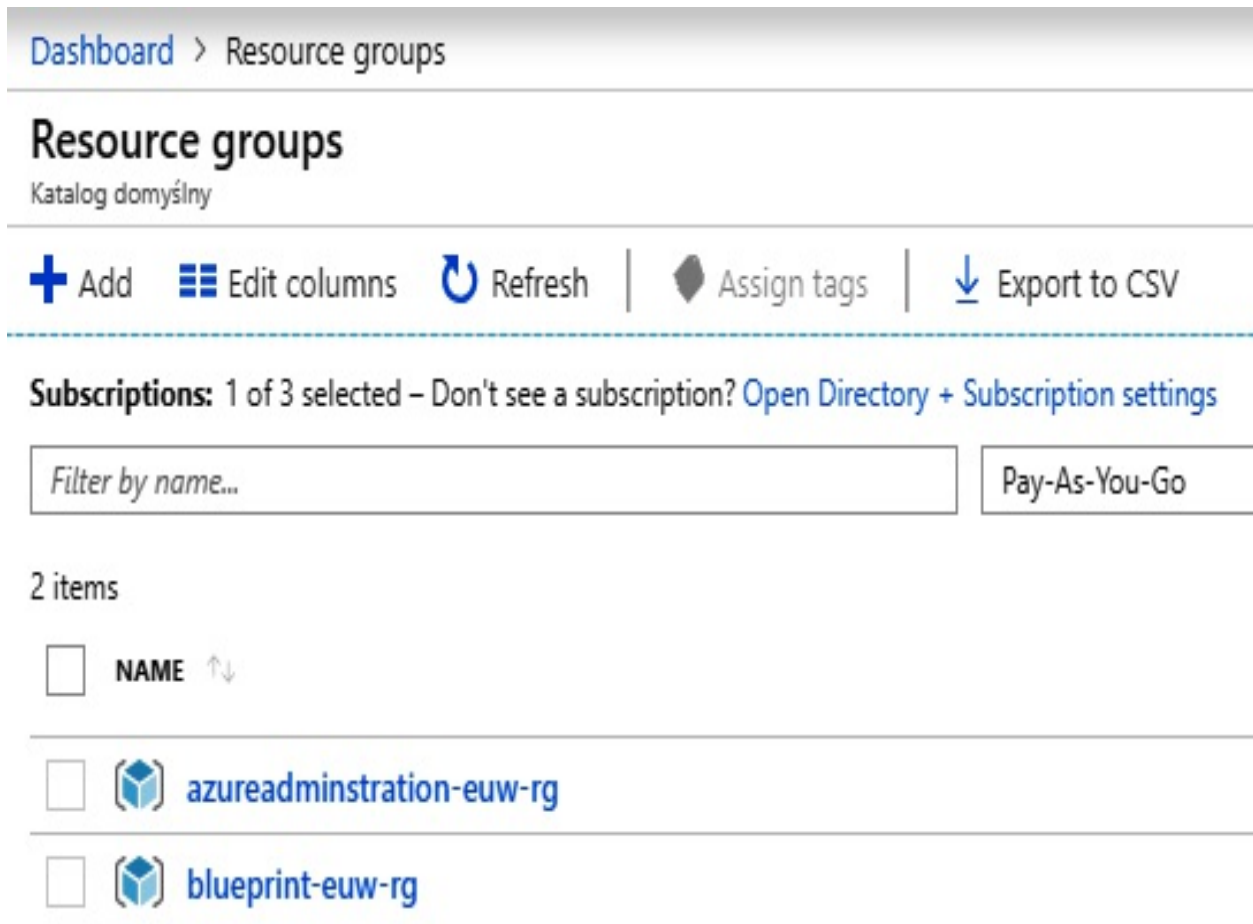 Dashboard > Resource groups
Resource groups
Katalog domyślny
Add Edit columns Refresh Assign tags Export to CSV
Subscriptions: 1 of 3 selected – Don't see a subscription? Open Directory + Subscription settings
Filter by name... Pay-As-You-Go
2 items
NAME
azureadminstration-euw-rg
blueprint-euw-rg